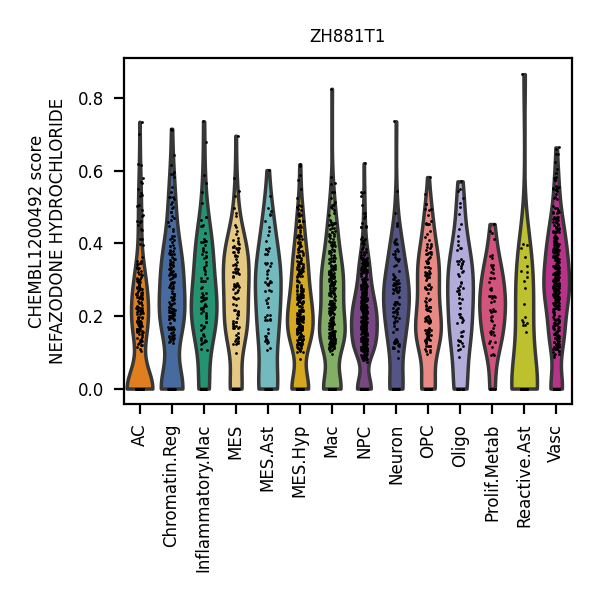 ZH881T1
CHEMBL1200492 score
NEFAZODONE HYDROCHLORIDE
0.8
0.6
0.4
0.2
0.0
AC
Chromatin.Reg
Inflammatory.Mac
MES
MES.Ast
MES.Hyp
Mac
NPC
Neuron
OPC
Oligo
Prolif.Metab
Reactive.Ast
Vasc